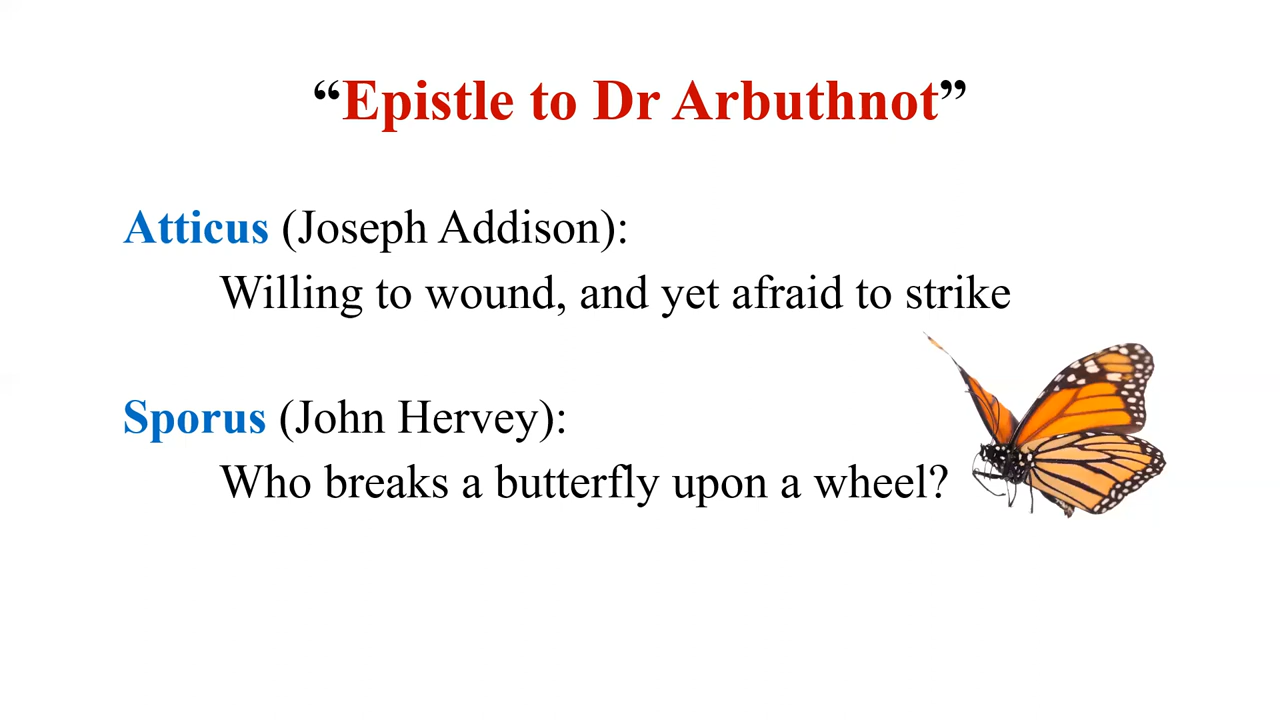 “Epistle to Dr Arbuthnot”
Atticus (Joseph Addison):
Willing to wound, and yet afraid to strike
Sporus (John Hervey):
Who breaks a butterfly upon a wheel?